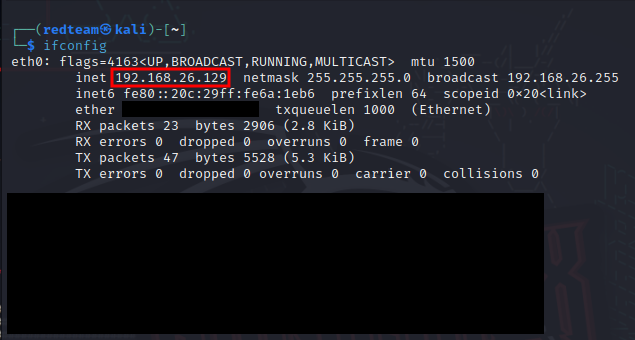 ┌──(redteam㉿kali)-[~]
└─$ ifconfig
eth0: flags=4163<UP,BROADCAST,RUNNING,MULTICAST>  mtu 1500
inet 192.168.26.129  netmask 255.255.255.0  broadcast 192.168.26.255
inet6 fe80::20c:29ff:fe6a:1eb6  prefixlen 64  scopeid 0×20<link>
ether  txqueuelen 1000  (Ethernet)
RX packets 23  bytes 2906 (2.8 KiB)
RX errors 0  dropped 0  overruns 0  frame 0
TX packets 47  bytes 5528 (5.3 KiB)
TX errors 0  dropped 0 overruns 0  carrier 0  collisions 0